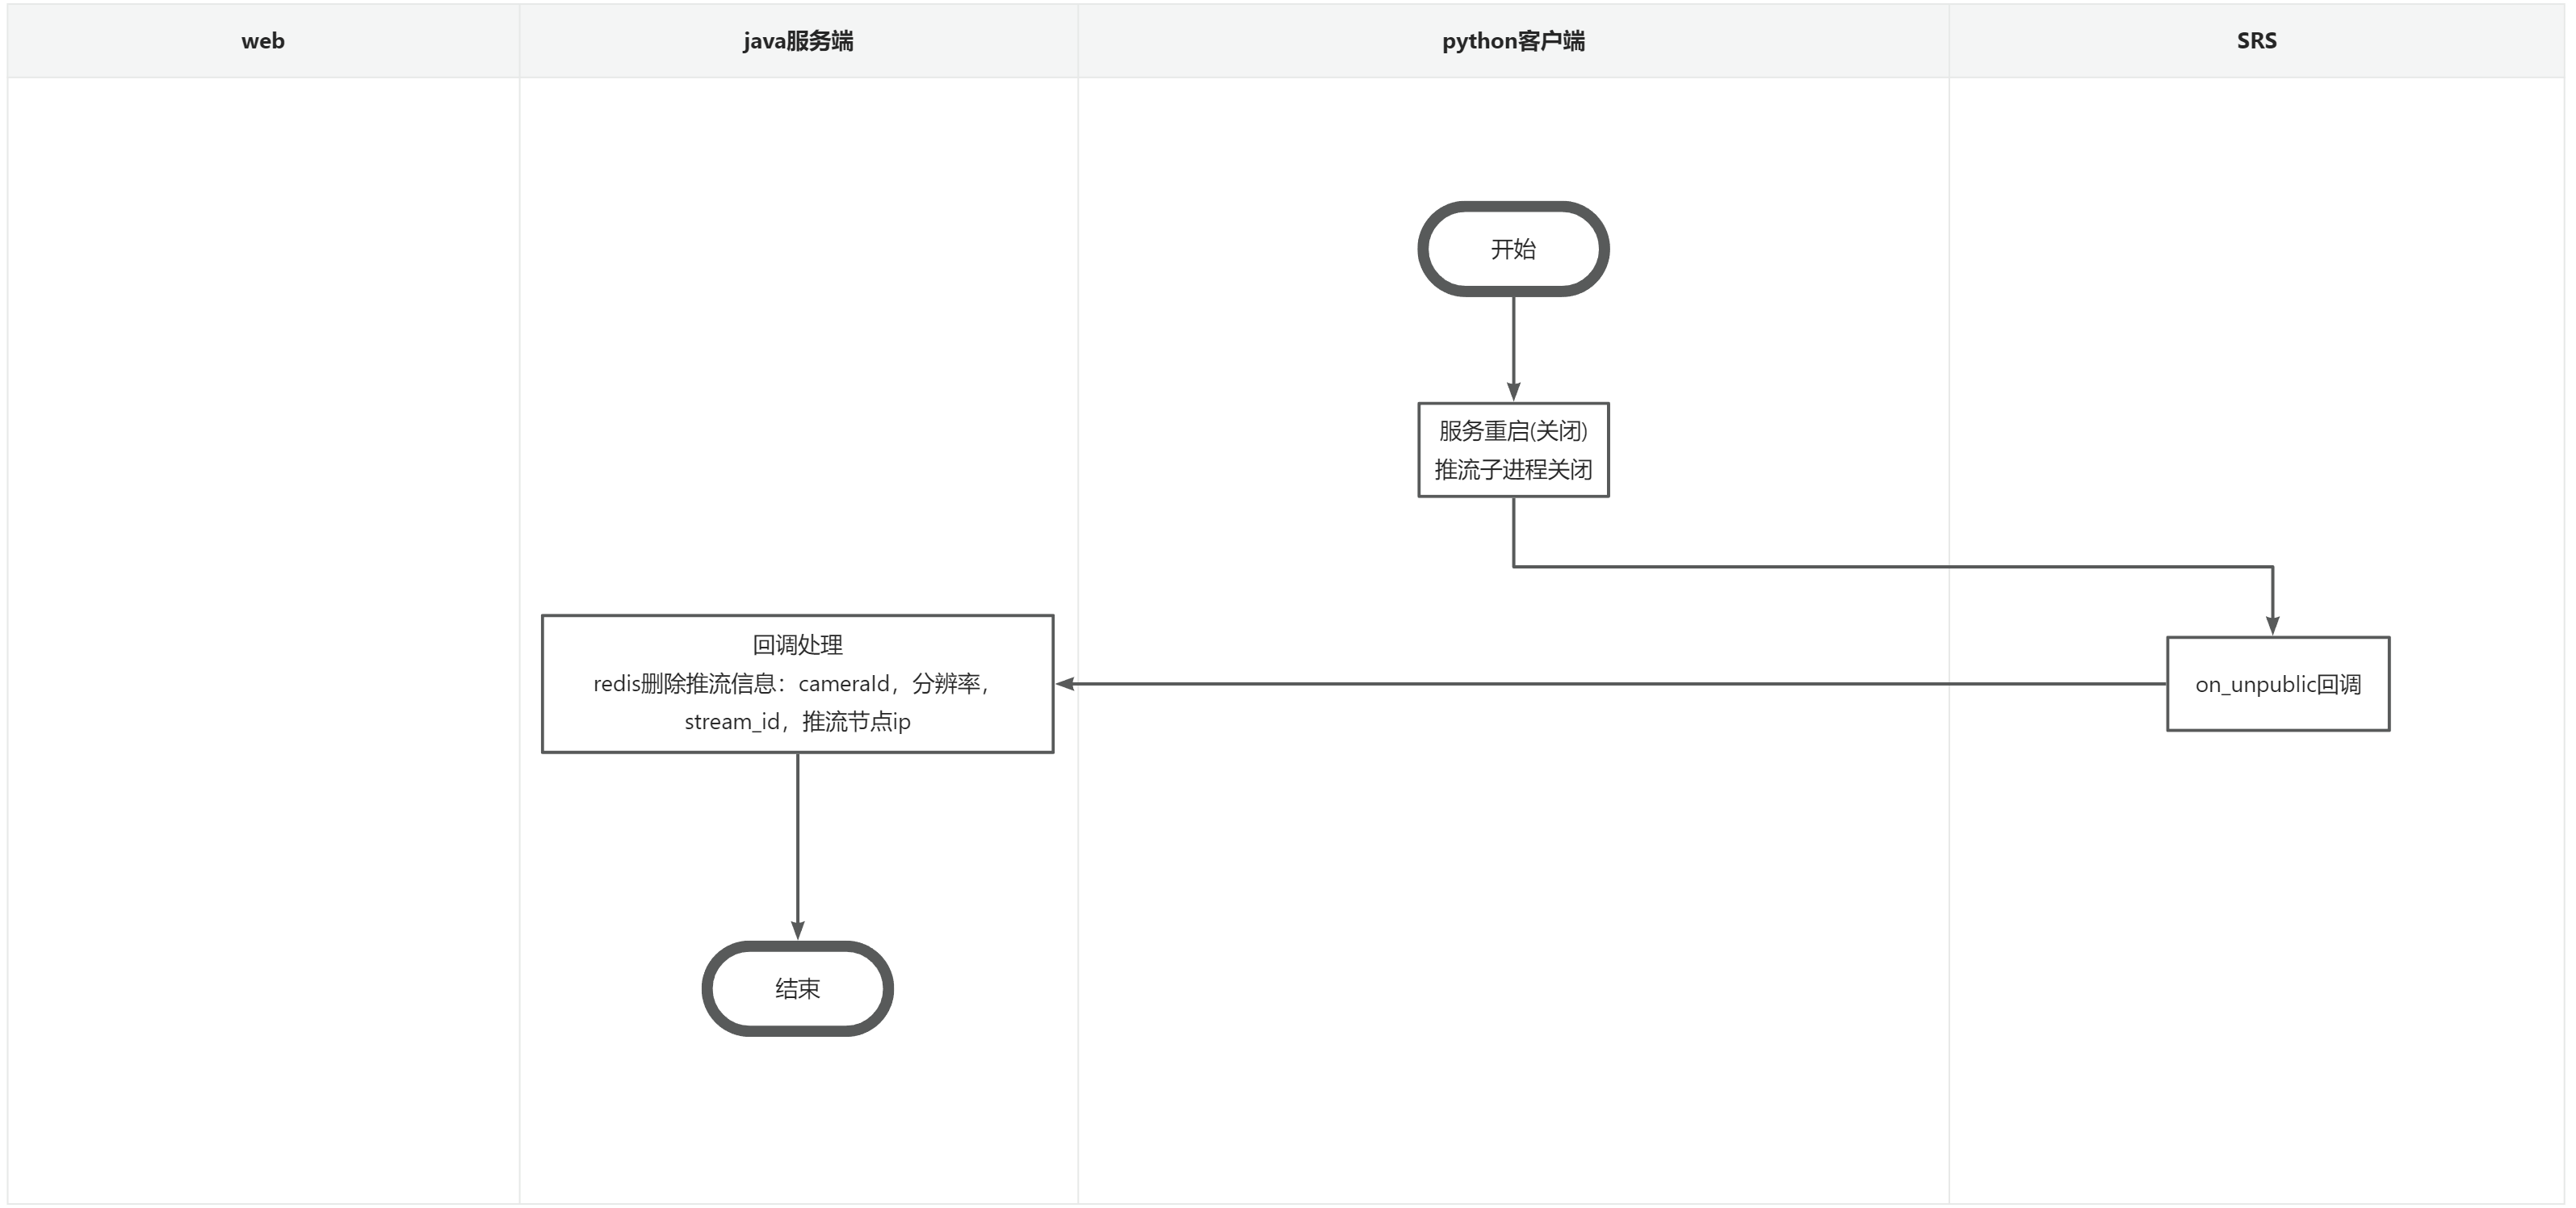 web
java服务端
python客户端
SRS
开始
服务重启(关闭)
推流子进程关闭
回调处理
redis删除推流信息：cameraId，分辨率，
stream_id，推流节点ip
on_unpublic回调
结束